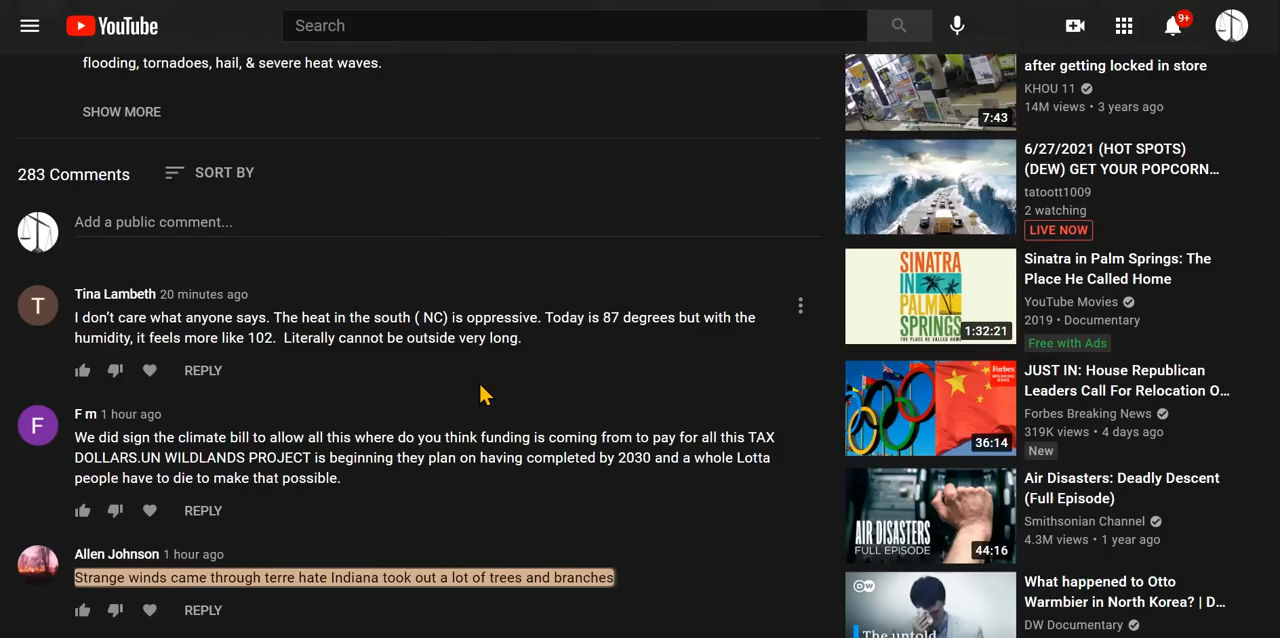 YouTube
Search
9+
flooding, tornadoes, hail, & severe heat waves.
SHOW MORE
283 Comments
SORT BY
Add a public comment...
T
Tina Lambeth 20 minutes ago
I don't care what anyone says. The heat in the south ( NC) is oppressive. Today is 87 degrees but with the
humidity, it feels more like 102. Literally cannot be outside very long.
REPLY
F
F m 1 hour ago
We did sign the climate bill to allow all this where do you think funding is coming from to pay for all this TAX
DOLLARS.UN WILDLANDS PROJECT is beginning they plan on having completed by 2030 and a whole Lotta
people have to die to make that possible.
REPLY
Allen Johnson 1 hour ago
Strange winds came through terre hate Indiana took out a lot of trees and branches
REPLY
7:43
after getting locked in store
KHOU 11
14M views • 3 years ago
6/27/2021 (HOT SPOTS)
(DEW) GET YOUR POPCORN...
tatoott1009
2 watching
LIVE NOW
SINATRA
IN
PALM
SPRINGS
THE PLACE HE CALLED HOME
1:32:21
Sinatra in Palm Springs: The
Place He Called Home
YouTube Movies
2019 • Documentary
Free with Ads
Forbes
36:14
JUST IN: House Republican
Leaders Call For Relocation O...
Forbes Breaking News
319K views • 4 days ago
New
AIR DISASTERS
FULL EPISODE
44:16
Air Disasters: Deadly Descent
(Full Episode)
Smithsonian Channel
4.3M views • 1 year ago
DW
The untold
What happened to Otto
Warmbier in North Korea? | D...
DW Documentary